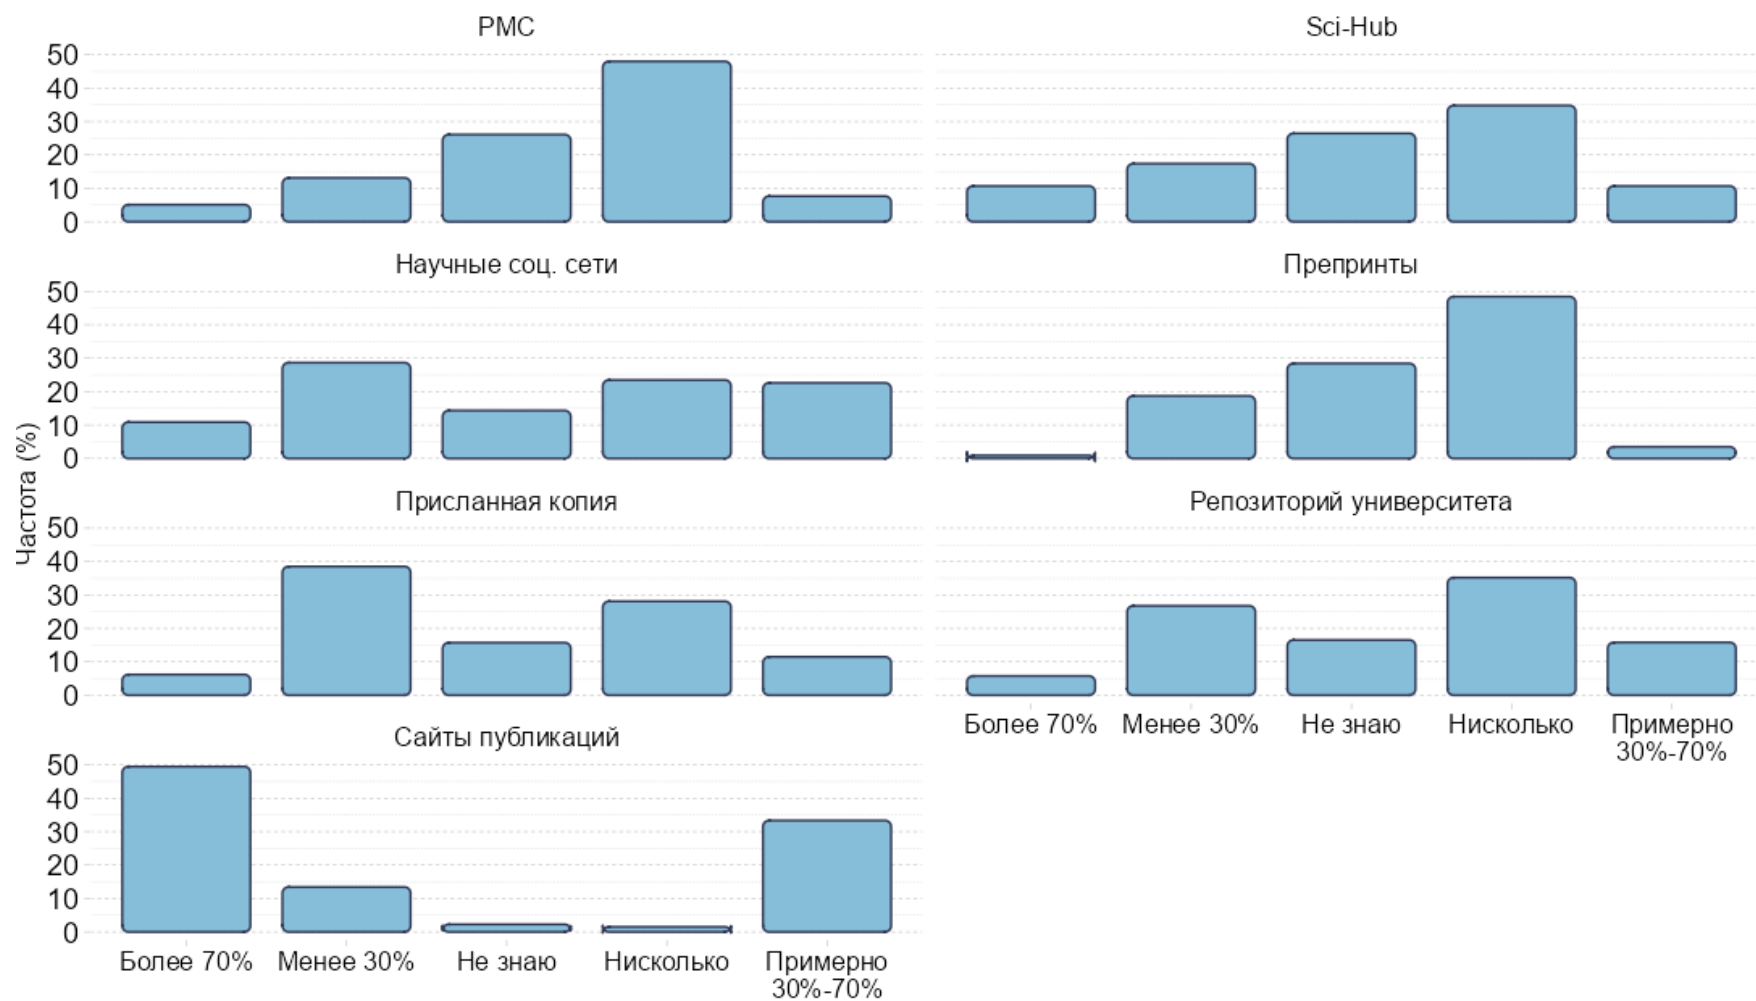 PMC
Sci-Hub
50
40
30
20
10
0
Научные соц. сети
Препринты
50
40
30
20
10
0
Частота (%)
Присланная копия
Репозиторий университета
50
40
30
20
10
0
Более 70%
Менее 30%
Не знаю
Нисколько
Примерно
30%-70%
Сайты публикаций
50
40
30
20
10
0
Более 70%
Менее 30%
Не знаю
Нисколько
Примерно
30%-70%